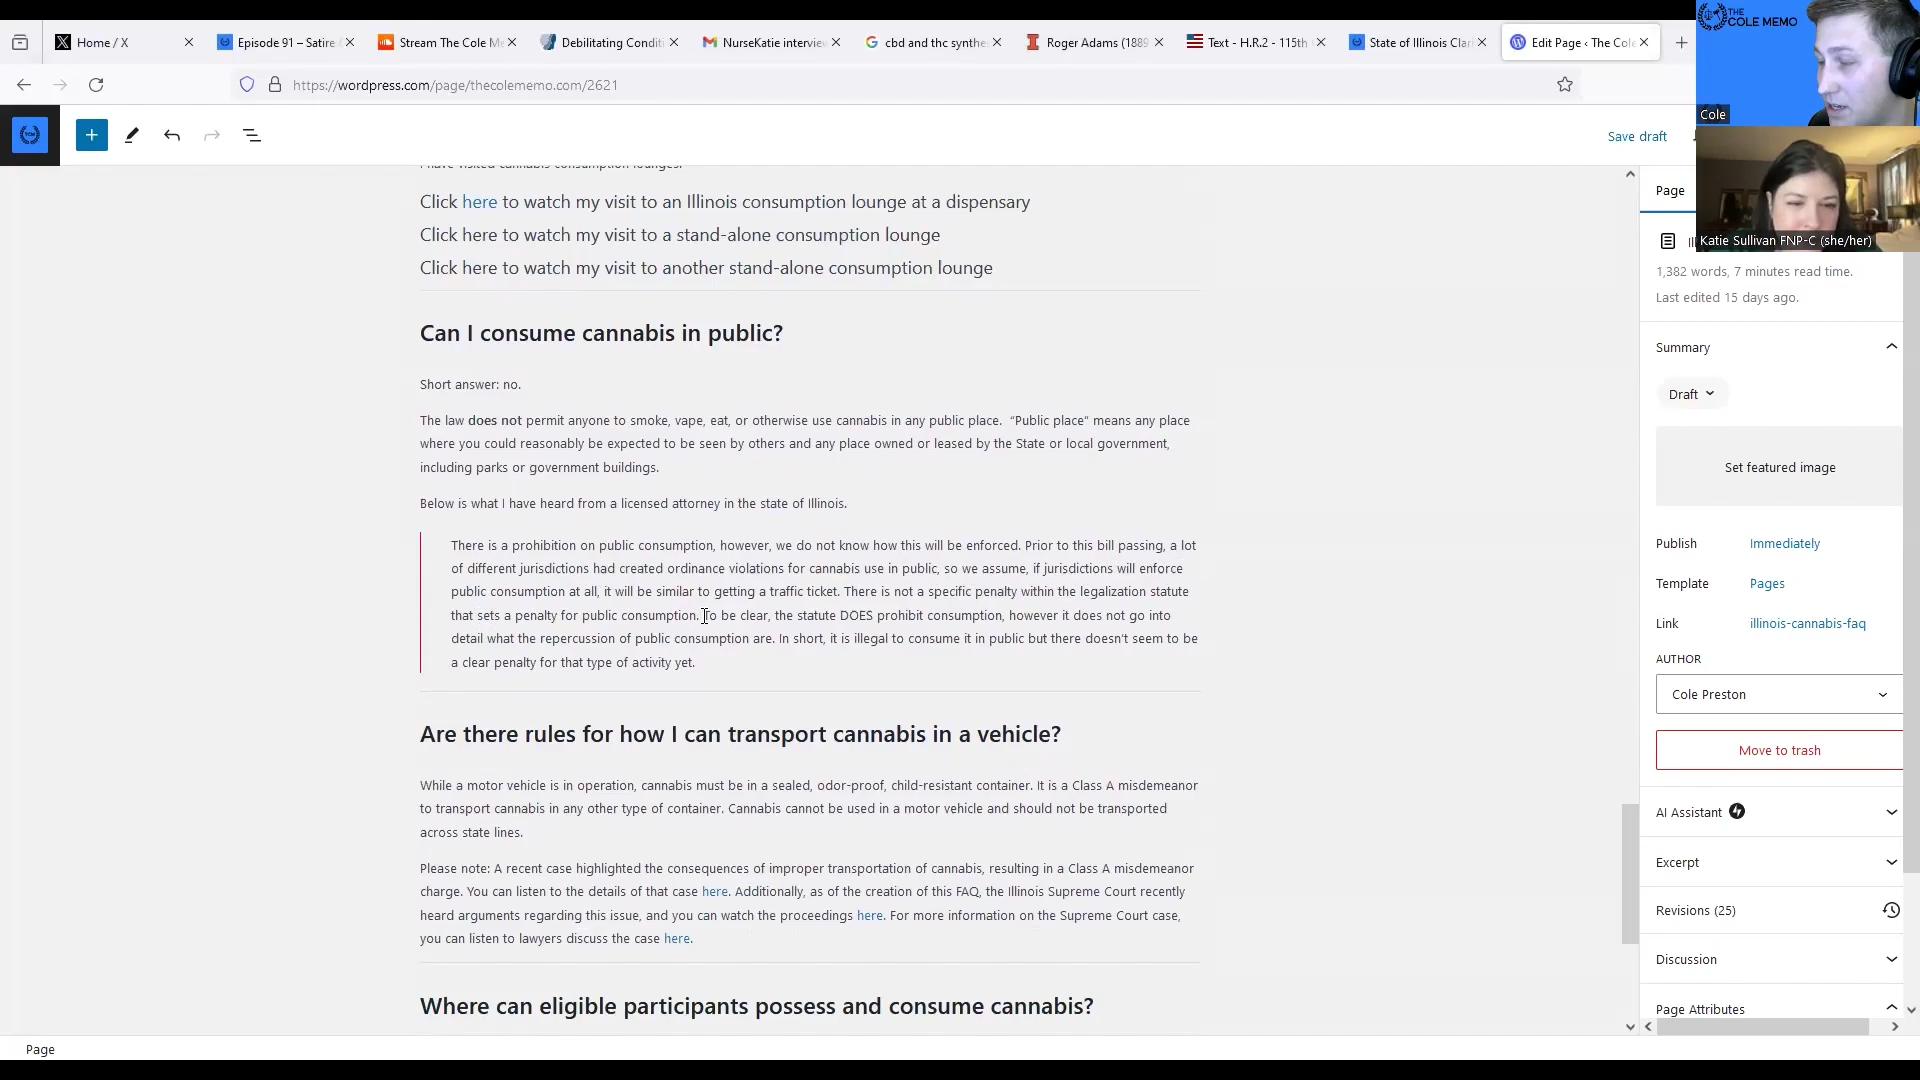 Home / X
Episode 91 – Satire
Stream The Cole M
Debilitating Conditi
NurseKatie interview
cbd and thc synthe
Roger Adams (1889
Text - H.R.2 - 115th
State of Illinois Cla
Edit Page ‹ The Col
THE
COLE MEMO
Cole
https://wordpress.com/page/thecolememo.com/2621
TCM
Save draft
I have visited cannabis consumption lounges.
Click here to watch my visit to an Illinois consumption lounge at a dispensary
Click here to watch my visit to a stand-alone consumption lounge
Click here to watch my visit to another stand-alone consumption lounge
Can I consume cannabis in public?
Short answer: no.
The law does not permit anyone to smoke, vape, eat, or otherwise use cannabis in any public place. “Public place” means any place
where you could reasonably be expected to be seen by others and any place owned or leased by the State or local government,
including parks or government buildings.
Below is what I have heard from a licensed attorney in the state of Illinois.
There is a prohibition on public consumption, however, we do not know how this will be enforced. Prior to this bill passing, a lot
of different jurisdictions had created ordinance violations for cannabis use in public, so we assume, if jurisdictions will enforce
public consumption at all, it will be similar to getting a traffic ticket. There is not a specific penalty within the legalization statute
that sets a penalty for public consumption. To be clear, the statute DOES prohibit consumption, however it does not go into
detail what the repercussion of public consumption are. In short, it is illegal to consume it in public but there doesn’t seem to be
a clear penalty for that type of activity yet.
Are there rules for how I can transport cannabis in a vehicle?
While a motor vehicle is in operation, cannabis must be in a sealed, odor-proof, child-resistant container. It is a Class A misdemeanor
to transport cannabis in any other type of container. Cannabis cannot be used in a motor vehicle and should not be transported
across state lines.
Please note: A recent case highlighted the consequences of improper transportation of cannabis, resulting in a Class A misdemeanor
charge. You can listen to the details of that case here. Additionally, as of the creation of this FAQ, the Illinois Supreme Court recently
heard arguments regarding this issue, and you can watch the proceedings here. For more information on the Supreme Court case,
you can listen to lawyers discuss the case here.
Where can eligible participants possess and consume cannabis?
Page
Page
Katie Sullivan FNP-C (she/her)
1,382 words, 7 minutes read time.
Last edited 15 days ago.
Summary
Draft
Set featured image
Publish Immediately
Template Pages
Link illinois-cannabis-faq
AUTHOR
Cole Preston
Move to trash
AI Assistant
Excerpt
Revisions (25)
Discussion
Page Attributes